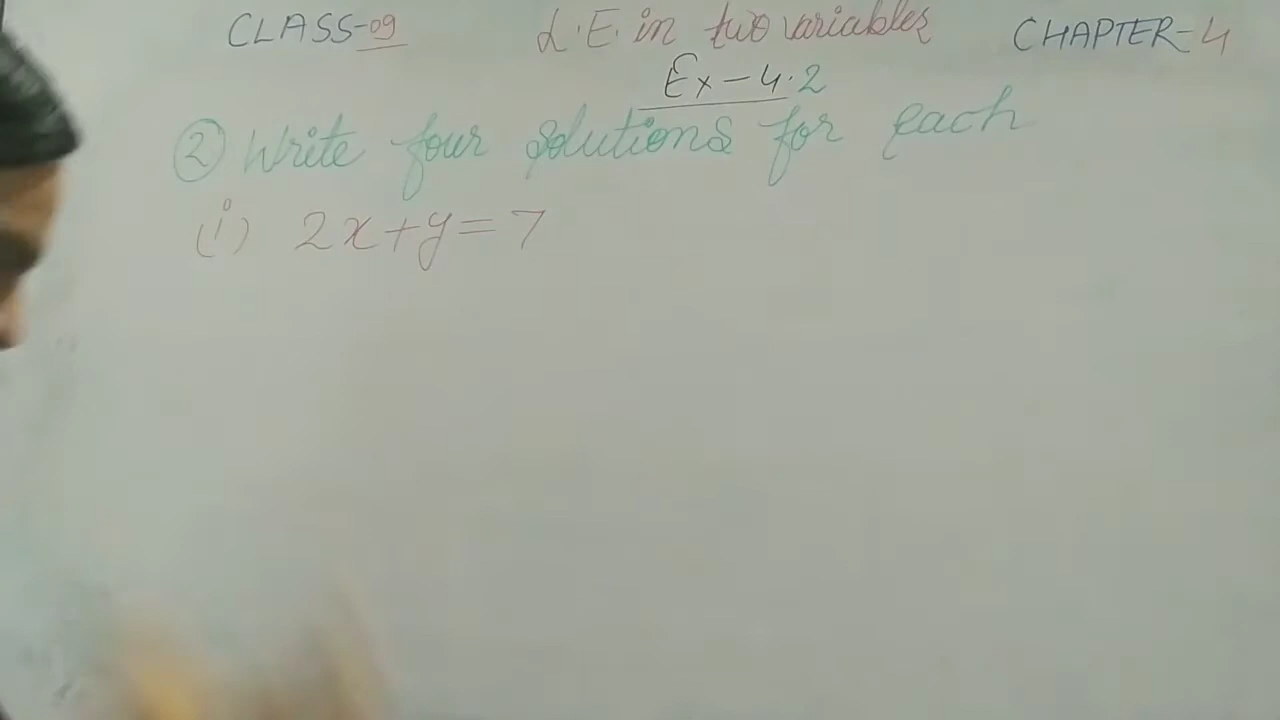 CLASS-09 L.E. in two variables CHAPTER-4
Ex-4.2
② Write four solutions for each
(i) 2x+y=7